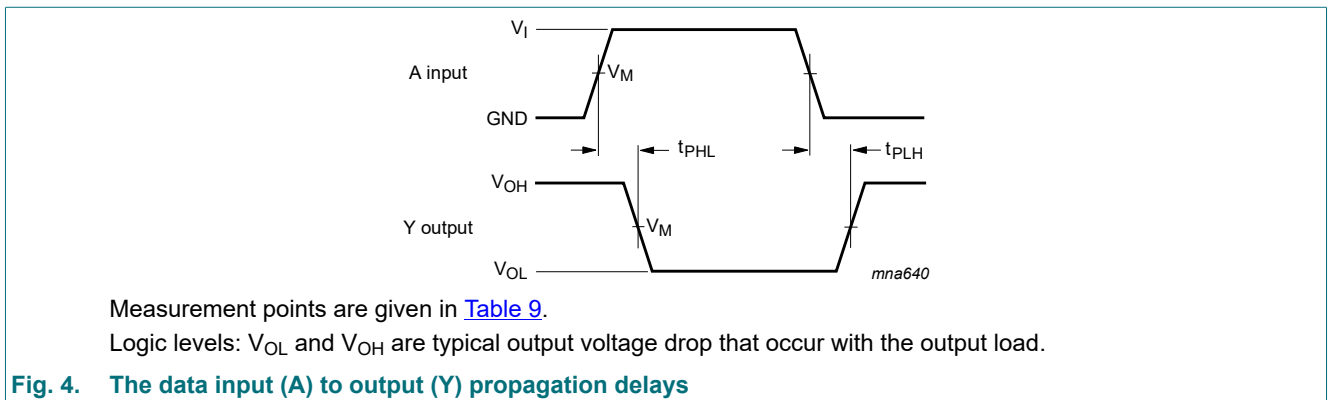 V_I
A input
V_M
GND
t_PHL
t_PLH
V_OH
Y output
V_M
V_OL
mna640
Measurement points are given in Table 9.
Logic levels: V_OL and V_OH are typical output voltage drop that occur with the output load.
Fig. 4. The data input (A) to output (Y) propagation delays